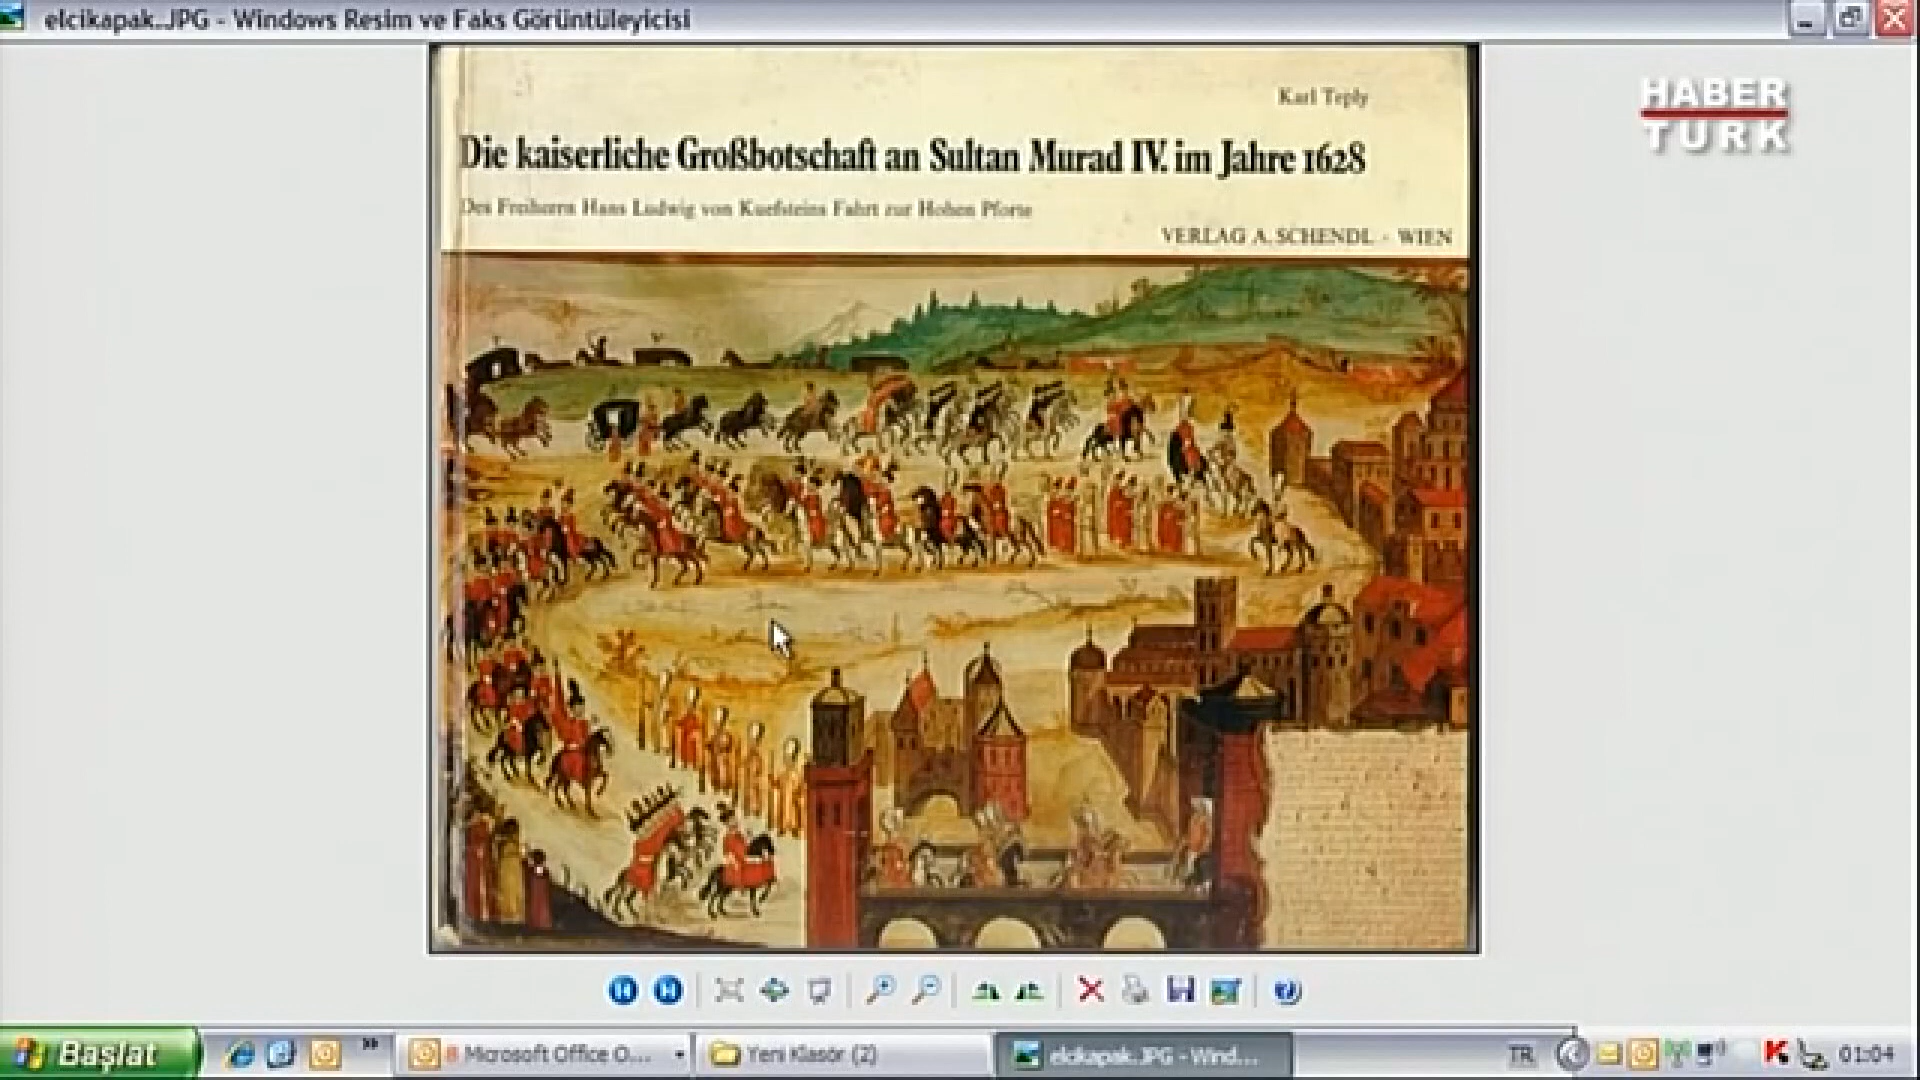 elcikapak.JPG - Windows Resim ve Faks Görüntüleyicisi
HABER
TURK
Karl Teply
Die kaiserliche Großbotschaft an Sultan Murad IV. im Jahre 1628
Des Freiherrn Hans Ludwig von Kuefsteins Fahrt zur Hohen Pforte
VERLAG A. SCHENDL - WIEN
Başlat
8 Microsoft Office O...
Yeni Klasör (2)
elcikapak.JPG - Wind...
TR
01:04